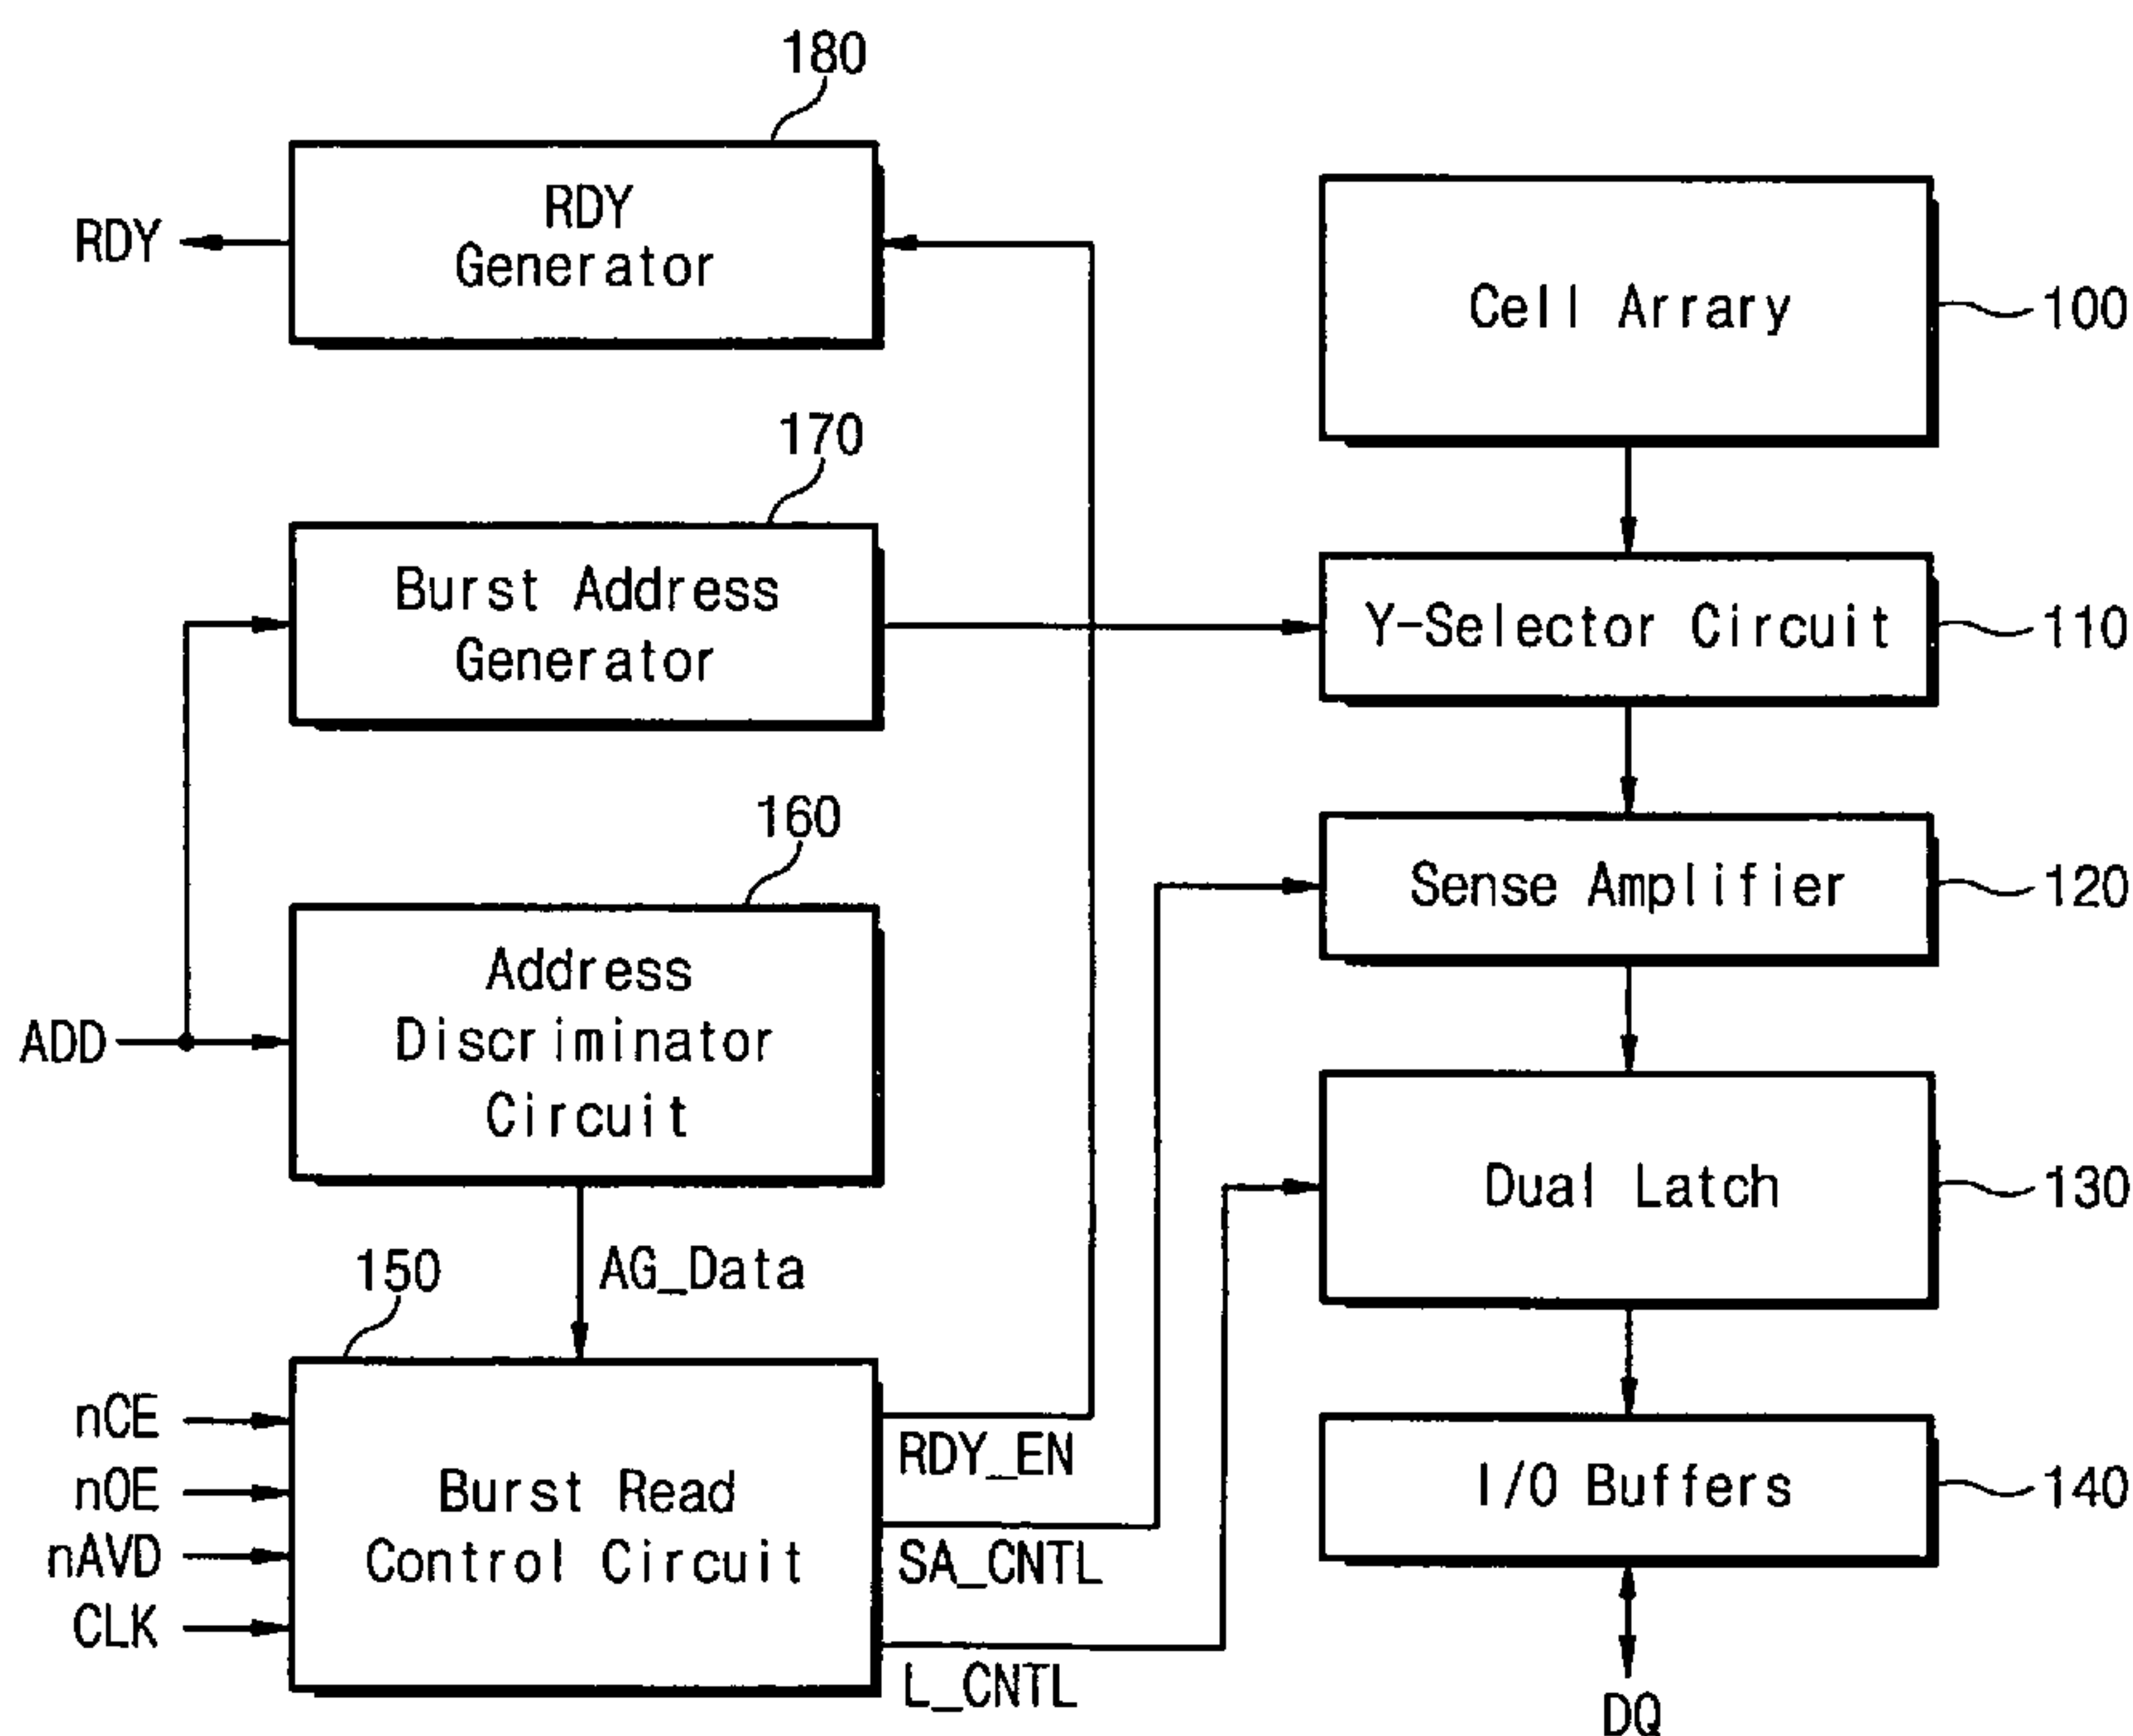 180
RDY
RDY
Generator
Cell Arrary
100
170
Burst Address
Generator
Y-Selector Circuit
110
160
Sense Amplifier
120
ADD
Address
Discriminator
Circuit
Dual Latch
130
150
AG_Data
nCE
nOE
nAVD
CLK
Burst Read
Control Circuit
RDY_EN
SA_CNTL
L_CNTL
I/O Buffers
140
DQ